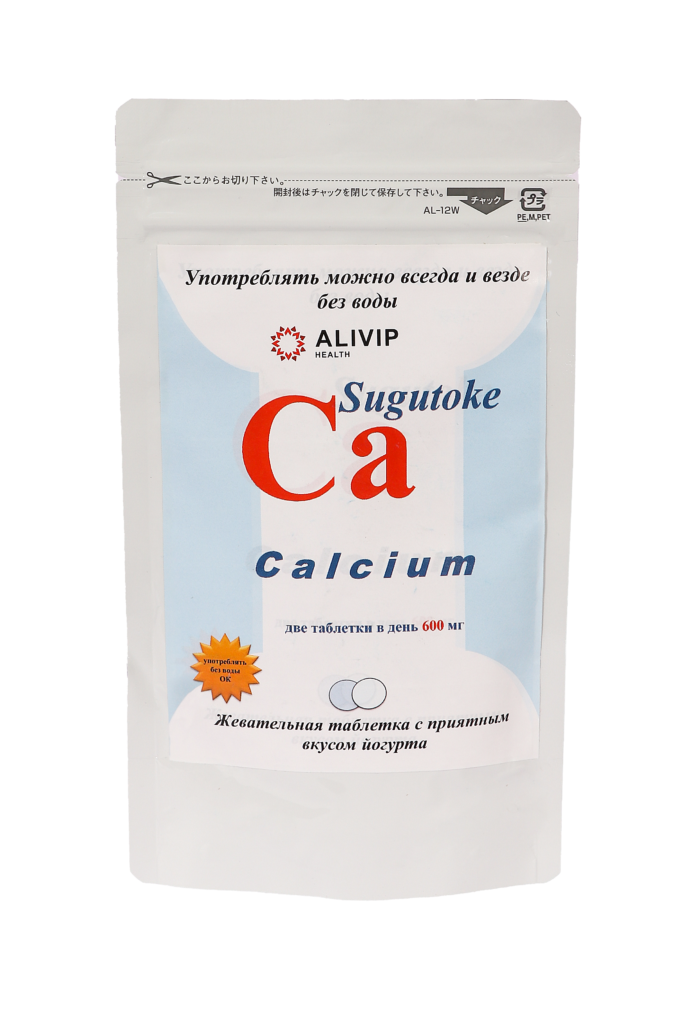 ここからお切り下さい。
開封後はチャックを閉じて保存して下さい。
チャック
プラ
AL-12W
PE,M,PET
Употреблять можно всегда и везде
без воды
ALIVIP
HEALTH
Sugutoke
Ca
Calcium
две таблетки в день 600 мг
употреблять
без воды
ОК
Жевательная таблетка с приятным
вкусом йогурта